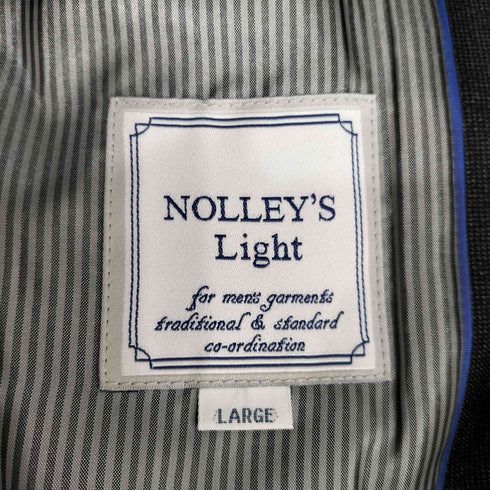 NOLLEY'S
Light
for men's garments
traditional & standard
co-ordination
LARGE